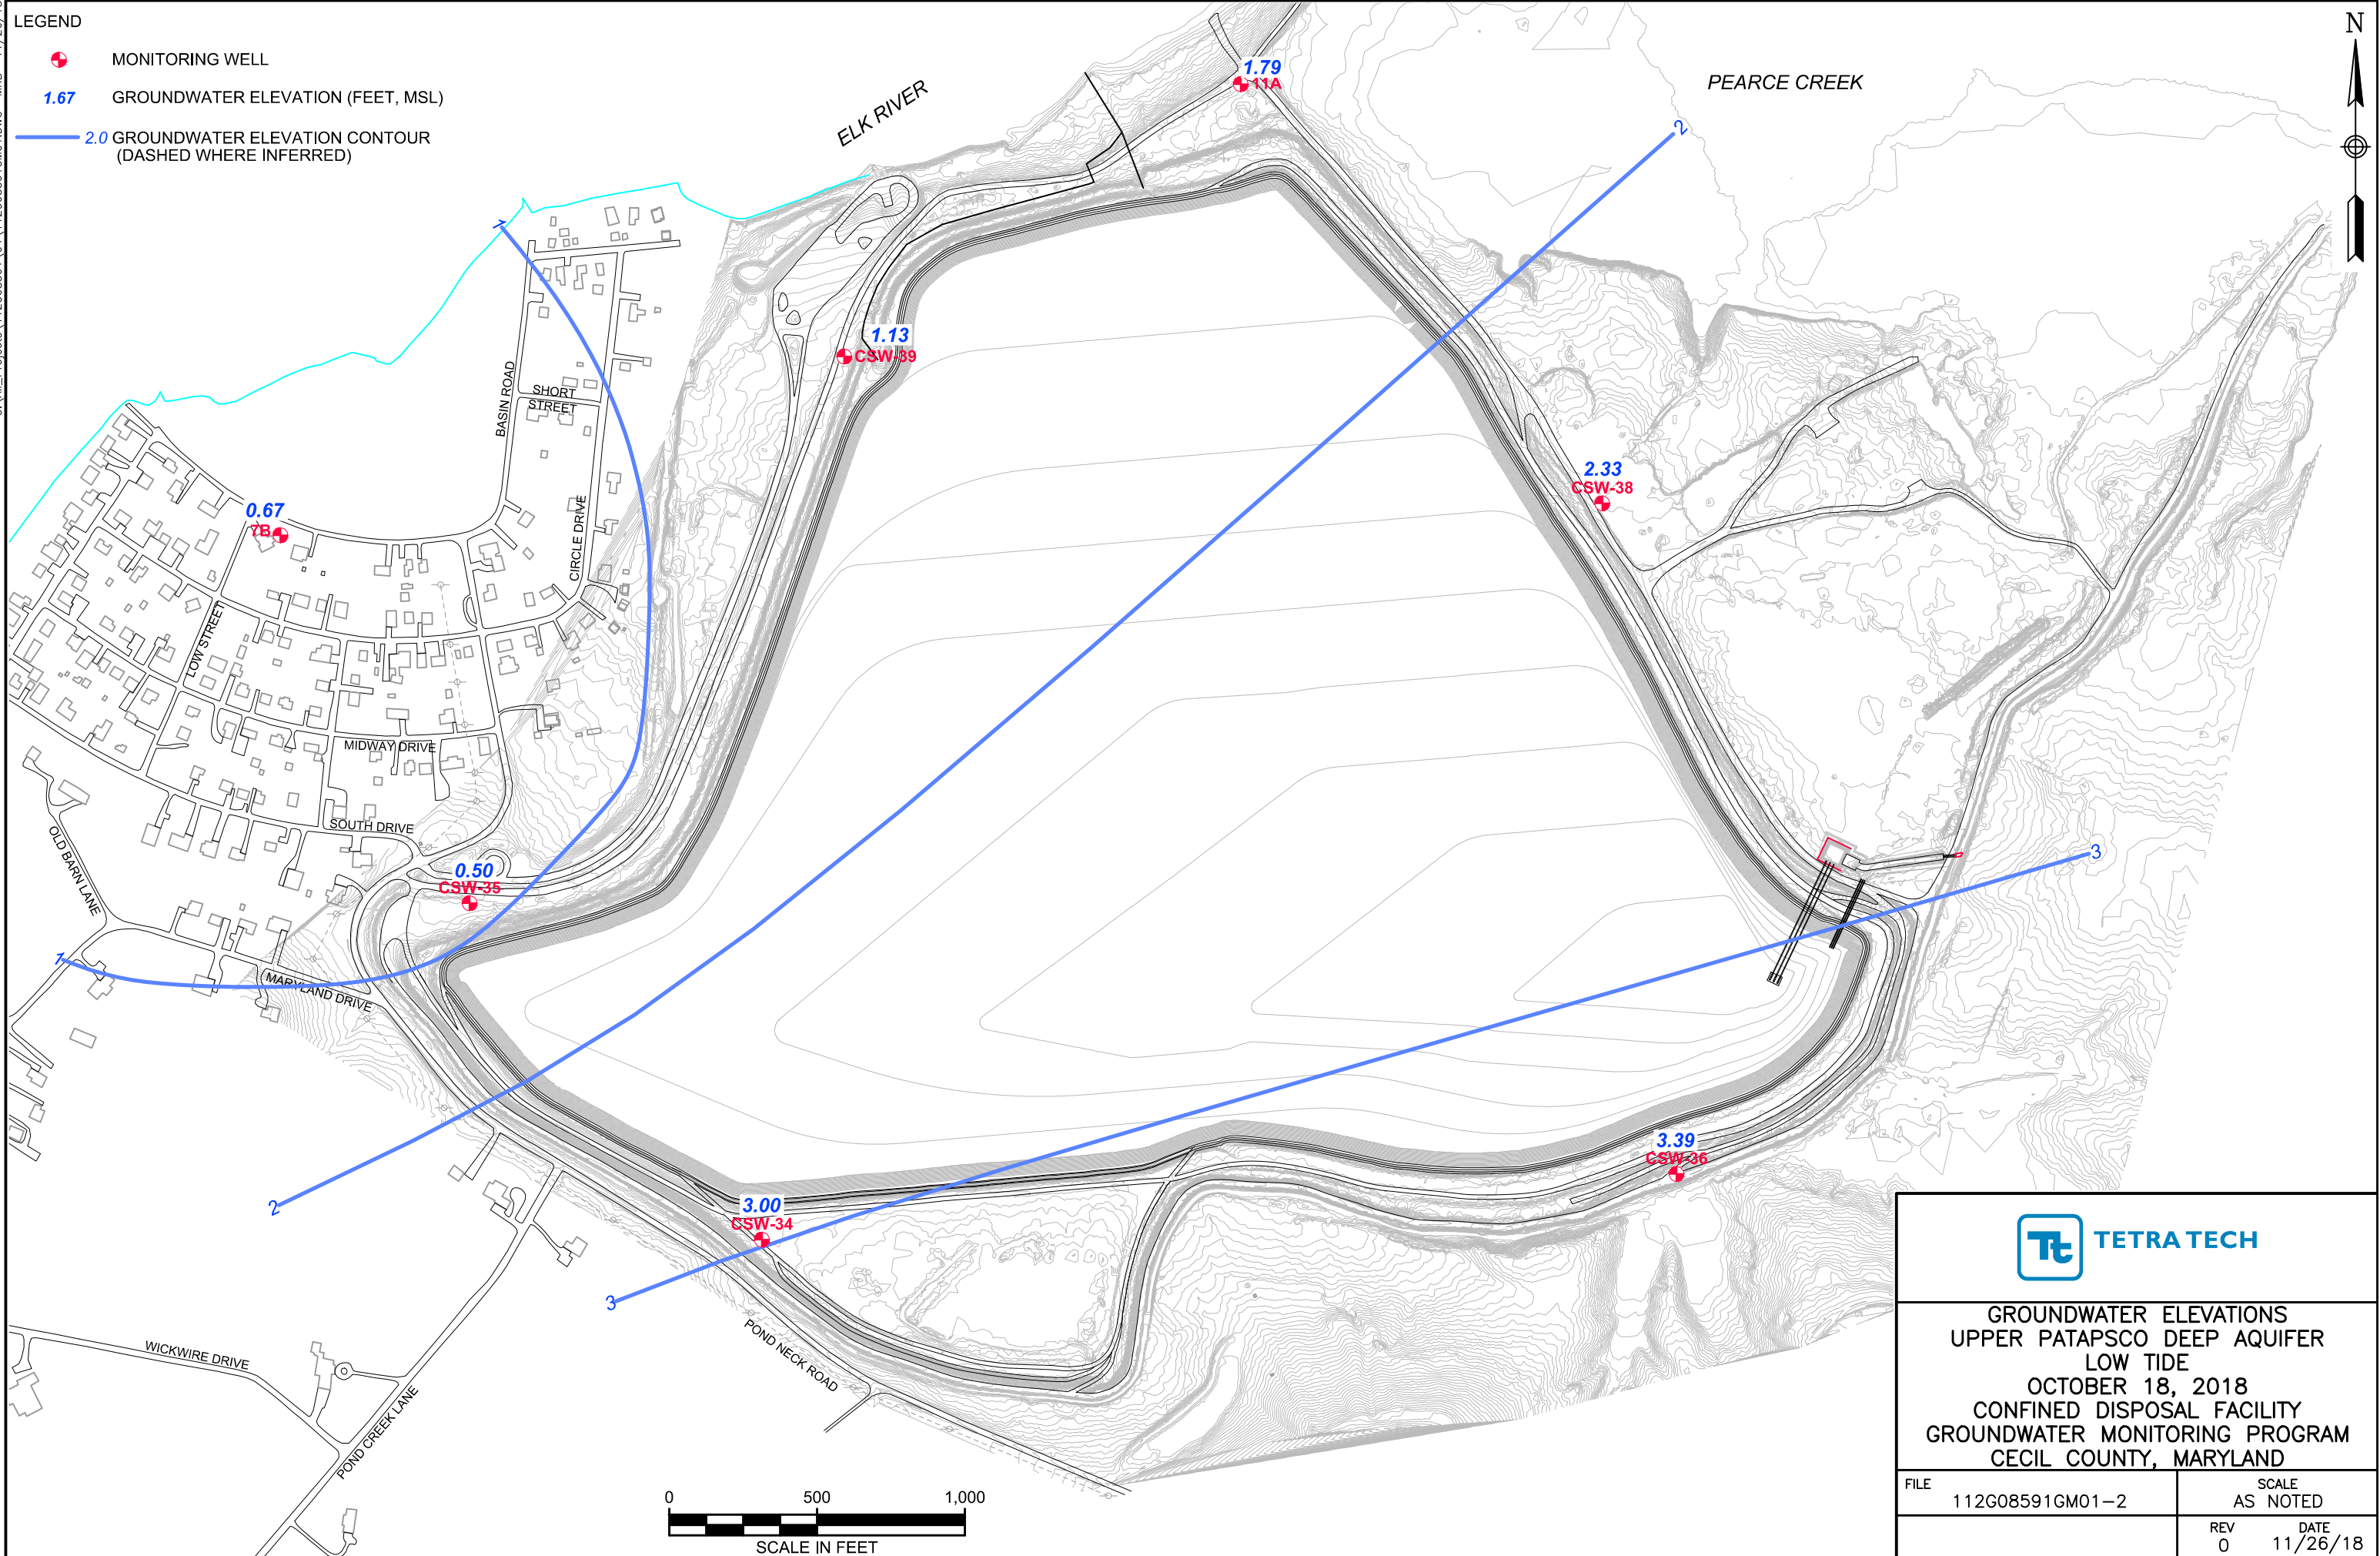 LEGEND
MONITORING WELL
1.67 GROUNDWATER ELEVATION (FEET, MSL)
2.0 GROUNDWATER ELEVATION CONTOUR
(DASHED WHERE INFERRED)
N
ELK RIVER
PEARCE CREEK
1.79
11A
2
1
1.13
CSW-39
BASIN ROAD
SHORT
STREET
CIRCLE DRIVE
2.33
CSW-38
0.67
7B
LOW STREET
MIDWAY DRIVE
SOUTH DRIVE
OLD BARN LANE
0.50
CSW-35
3
1
MARYLAND DRIVE
2
3.00
CSW-34
3.39
CSW-36
3
POND NECK ROAD
WICKWIRE DRIVE
POND CREEK LANE
0 500 1,000
SCALE IN FEET
Tt TETRA TECH
GROUNDWATER ELEVATIONS
UPPER PATAPSCO DEEP AQUIFER
LOW TIDE
OCTOBER 18, 2018
CONFINED DISPOSAL FACILITY
GROUNDWATER MONITORING PROGRAM
CECIL COUNTY, MARYLAND
FILE
112G08591GM01-2
SCALE
AS NOTED
REV
0
DATE
11/26/18